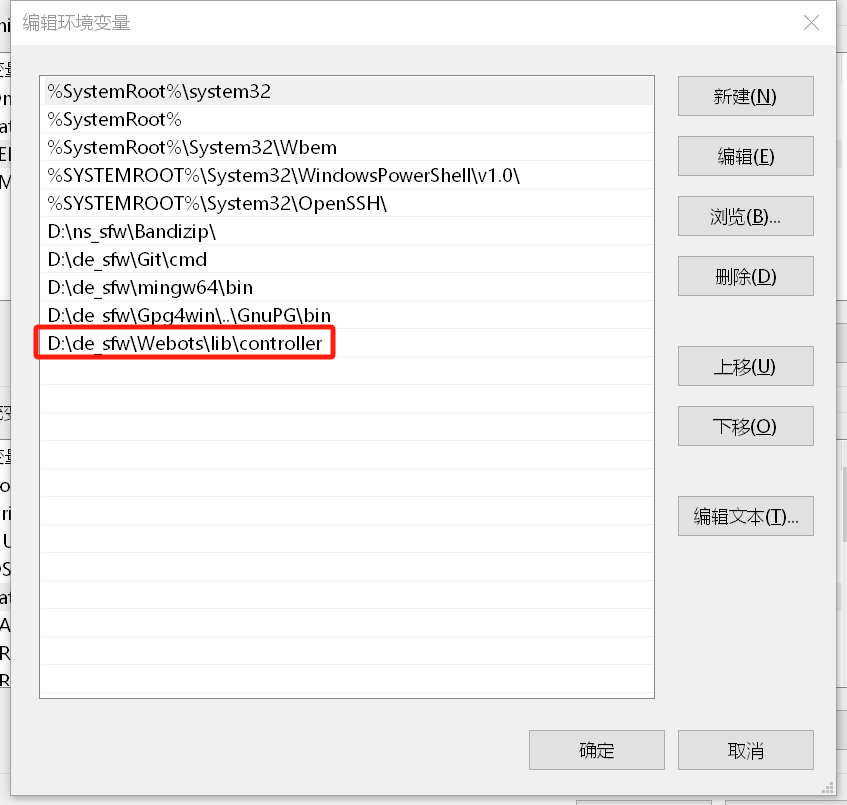 编辑环境变量
%SystemRoot%\system32
%SystemRoot%
%SystemRoot%\System32\Wbem
%SYSTEMROOT%\System32\WindowsPowerShell\v1.0\
%SYSTEMROOT%\System32\OpenSSH\
D:\ns_sfw\Bandizip\
D:\de_sfw\Git\cmd
D:\de_sfw\mingw64\bin
D:\de_sfw\Gpg4win\..\GnuPG\bin
D:\de_sfw\Webots\lib\controller
新建(N)
编辑(E)
浏览(B)...
删除(D)
上移(U)
下移(O)
编辑文本(T)...
确定
取消